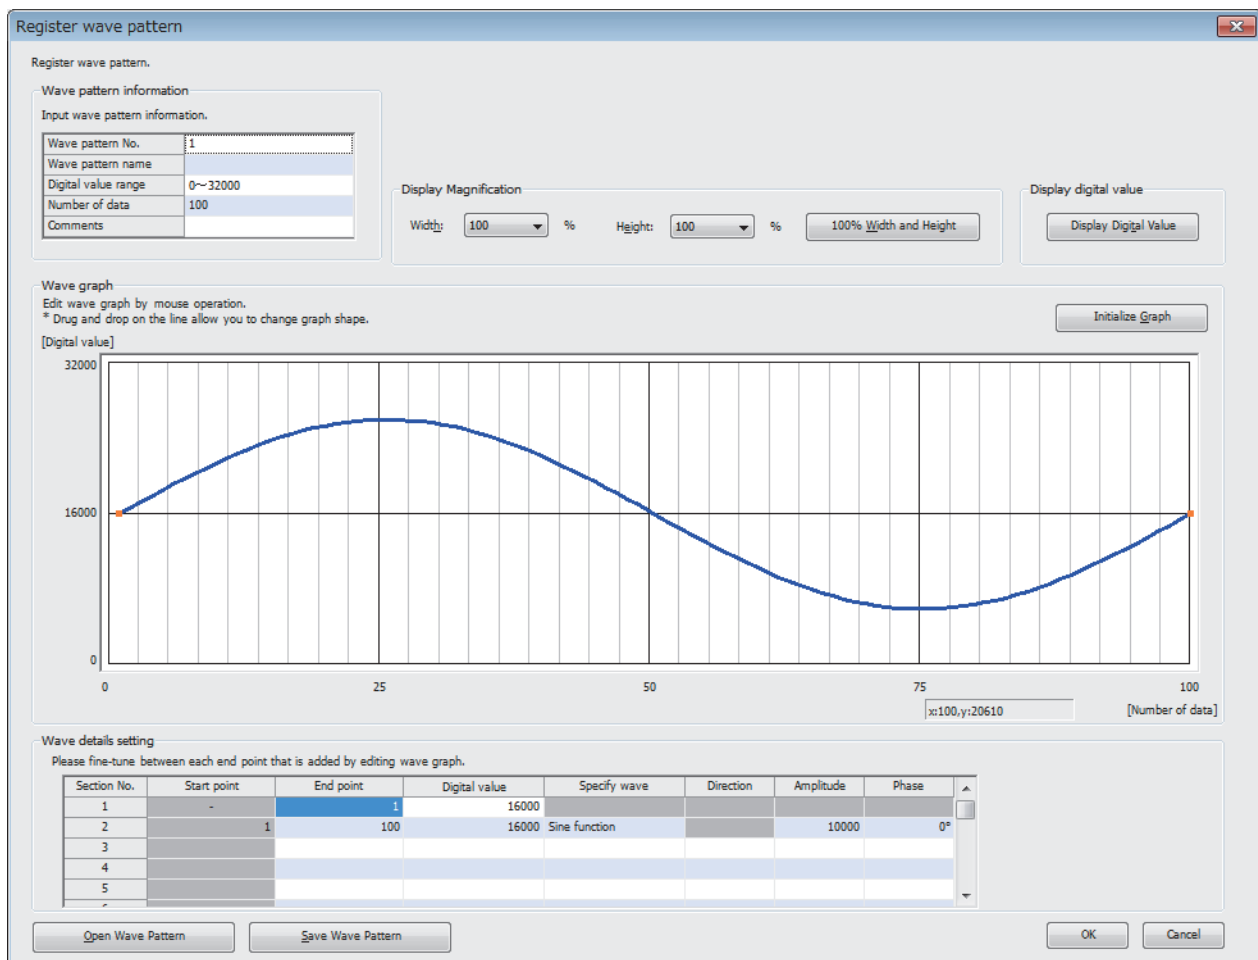 Register wave pattern
Register wave pattern.
Wave pattern information
Input wave pattern information.
Wave pattern No. 1
Wave pattern name
Digital value range 0～32000
Number of data 100
Comments
Display Magnification
Width: 100 % Height: 100 % 100% Width and Height
Display digital value
Display Digital Value
Wave graph
Edit wave graph by mouse operation.
* Drug and drop on the line allow you to change graph shape.
Initialize Graph
[Digital value]
32000
16000
0
0 25 50 75 100
x:100,y:20610 [Number of data]
Wave details setting
Please fine-tune between each end point that is added by editing wave graph.
Section No. Start point End point Digital value Specify wave Direction Amplitude Phase
1 - 1 16000
2 1 100 16000 Sine function 10000 0°
3
4
5
Open Wave Pattern Save Wave Pattern OK Cancel